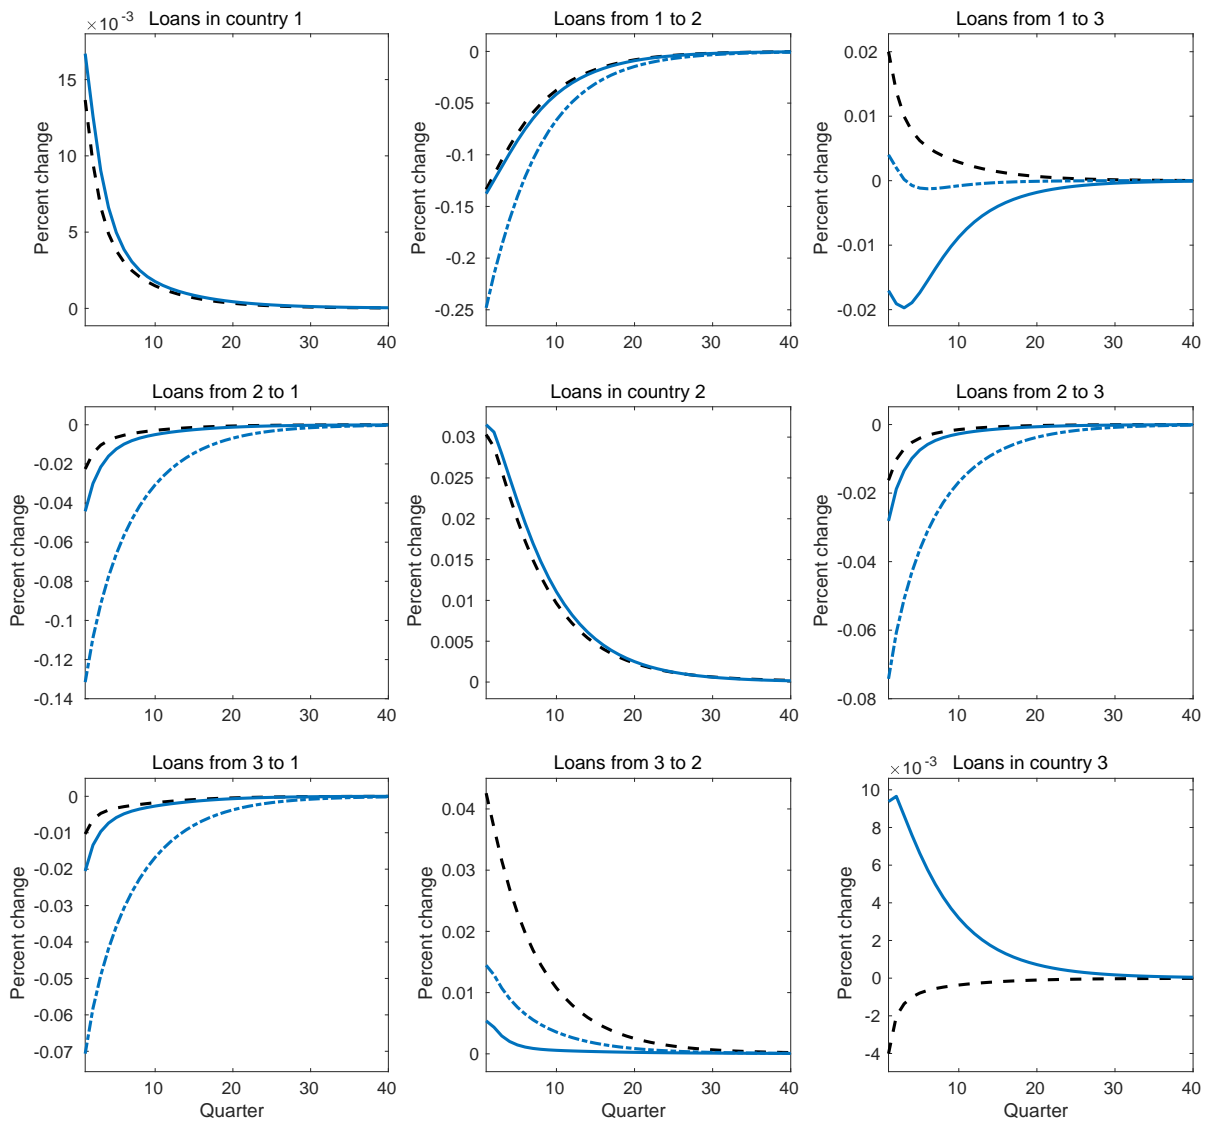 Loans in country 1
×10⁻³
Percent change
15
10
5
0
10 20 30 40
Loans from 1 to 2
Percent change
0
-0.05
-0.1
-0.15
-0.2
-0.25
10 20 30 40
Loans from 1 to 3
Percent change
0.02
0.01
0
-0.01
-0.02
10 20 30 40
Loans from 2 to 1
Percent change
0
-0.02
-0.04
-0.06
-0.08
-0.1
-0.12
-0.14
10 20 30 40
Loans in country 2
Percent change
0.03
0.025
0.02
0.015
0.01
0.005
0
10 20 30 40
Loans from 2 to 3
Percent change
0
-0.02
-0.04
-0.06
-0.08
10 20 30 40
Loans from 3 to 1
Percent change
0
-0.01
-0.02
-0.03
-0.04
-0.05
-0.06
-0.07
10 20 30 40
Quarter
Loans from 3 to 2
Percent change
0.04
0.03
0.02
0.01
0
10 20 30 40
Quarter
Loans in country 3
×10⁻³
Percent change
10
8
6
4
2
0
-2
-4
10 20 30 40
Quarter